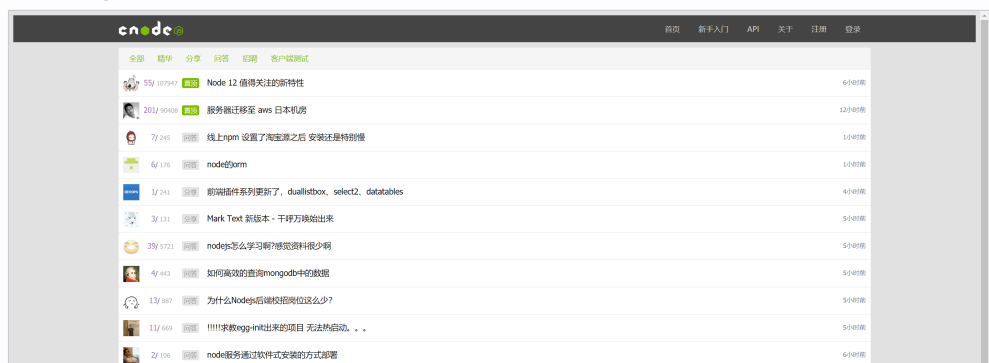 cnode js
首页 新手入门 API 关于 注册 登录
全部 精华 分享 问答 招聘 客户端测试
55/ 107947 置顶 Node 12 值得关注的新特性 6小时前
201/ 90408 置顶 服务器迁移至 aws 日本机房 12小时前
7/ 245 问答 线上npm 设置了淘宝源之后 安装还是特别慢 1小时前
6/ 176 问答 node的orm 1小时前
1/ 241 分享 前端插件系列更新了，duallistbox、select2、datatables 4小时前
3/ 131 分享 Mark Text 新版本 - 千呼万唤始出来 5小时前
39/ 5721 问答 nodejs怎么学习啊?感觉资料很少啊 5小时前
4/ 443 问答 如何高效的查询mongodb中的数据 5小时前
13/ 887 问答 为什么Nodejs后端校招岗位这么少? 5小时前
11/ 669 问答 !!!!!求教egg-init出来的项目 无法热启动。。。 5小时前
2/ 106 问答 node服务通过软件式安装的方式部署 6小时前